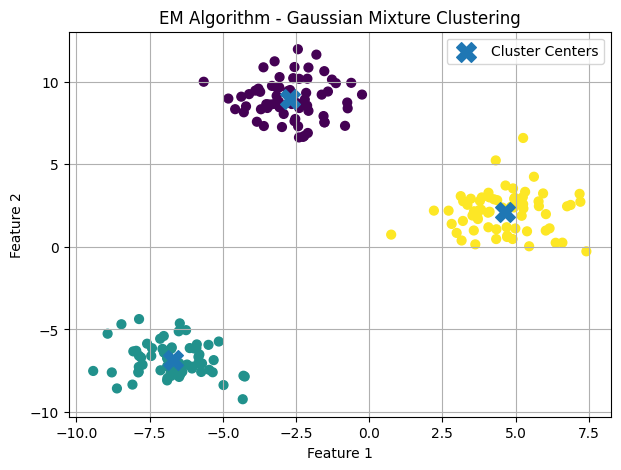 EM Algorithm - Gaussian Mixture Clustering
Cluster Centers
10
5
0
−5
−10
Feature 2
−10.0 −7.5 −5.0 −2.5 0.0 2.5 5.0 7.5
Feature 1